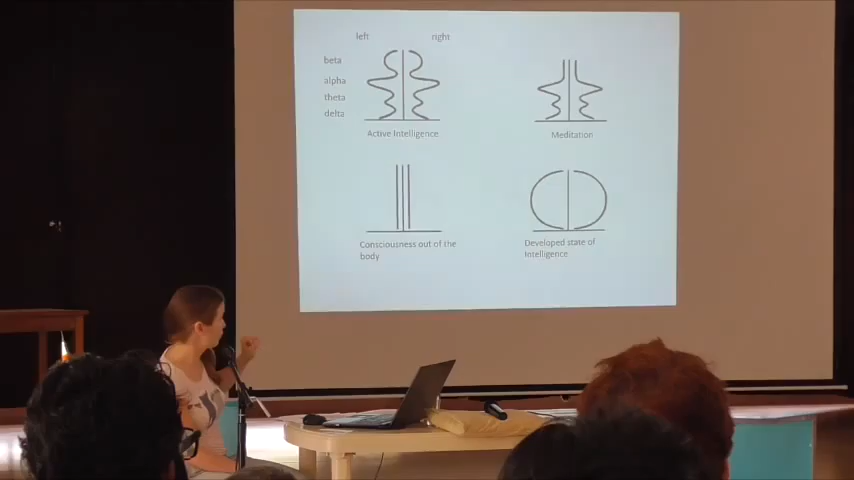 left right
beta
alpha
theta
delta
Active Intelligence
Meditation
Consciousness out of the
body
Developed state of
Intelligence